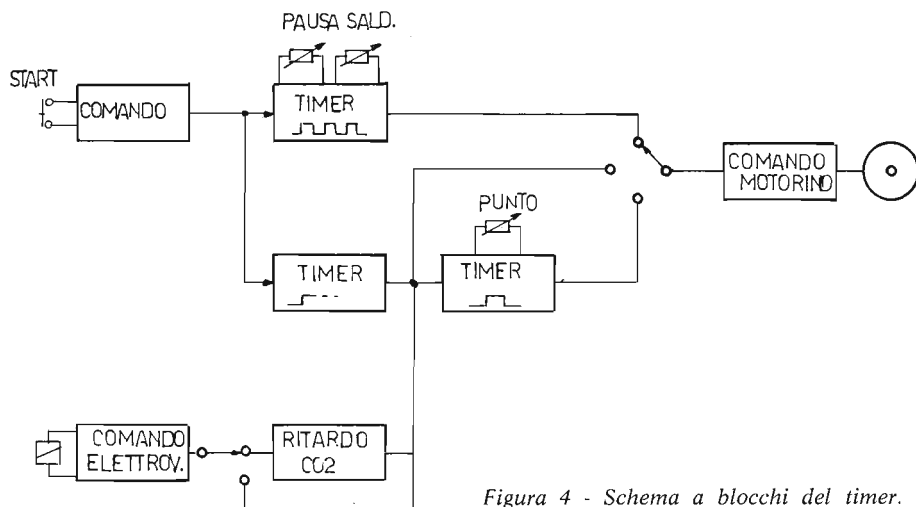 PAUSA SALD.
START
COMANDO
TIMER
COMANDO
MOTORINO
PUNTO
TIMER
TIMER
COMANDO
ELETTROV.
RITARDO
CO2
Figura 4 - Schema a blocchi del timer.